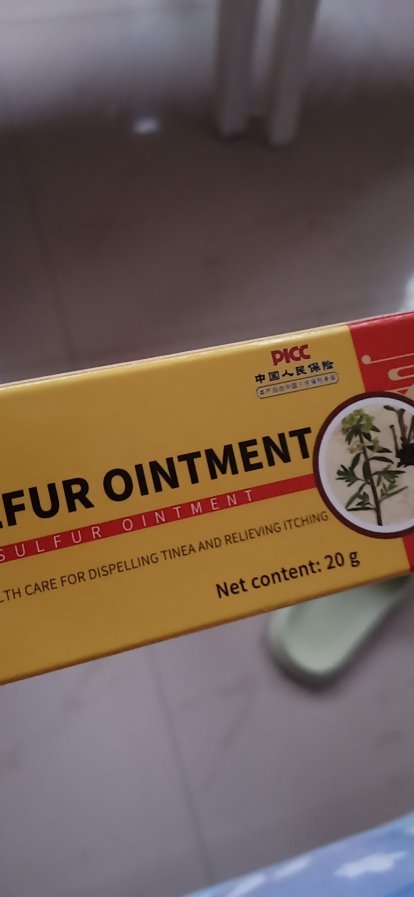 PICC
中国人民保险
FUR OINTMENT
SULFUR OINTMENT
LTH CARE FOR DISPELLING TINEA AND RELIEVING ITCHING
Net content: 20 g